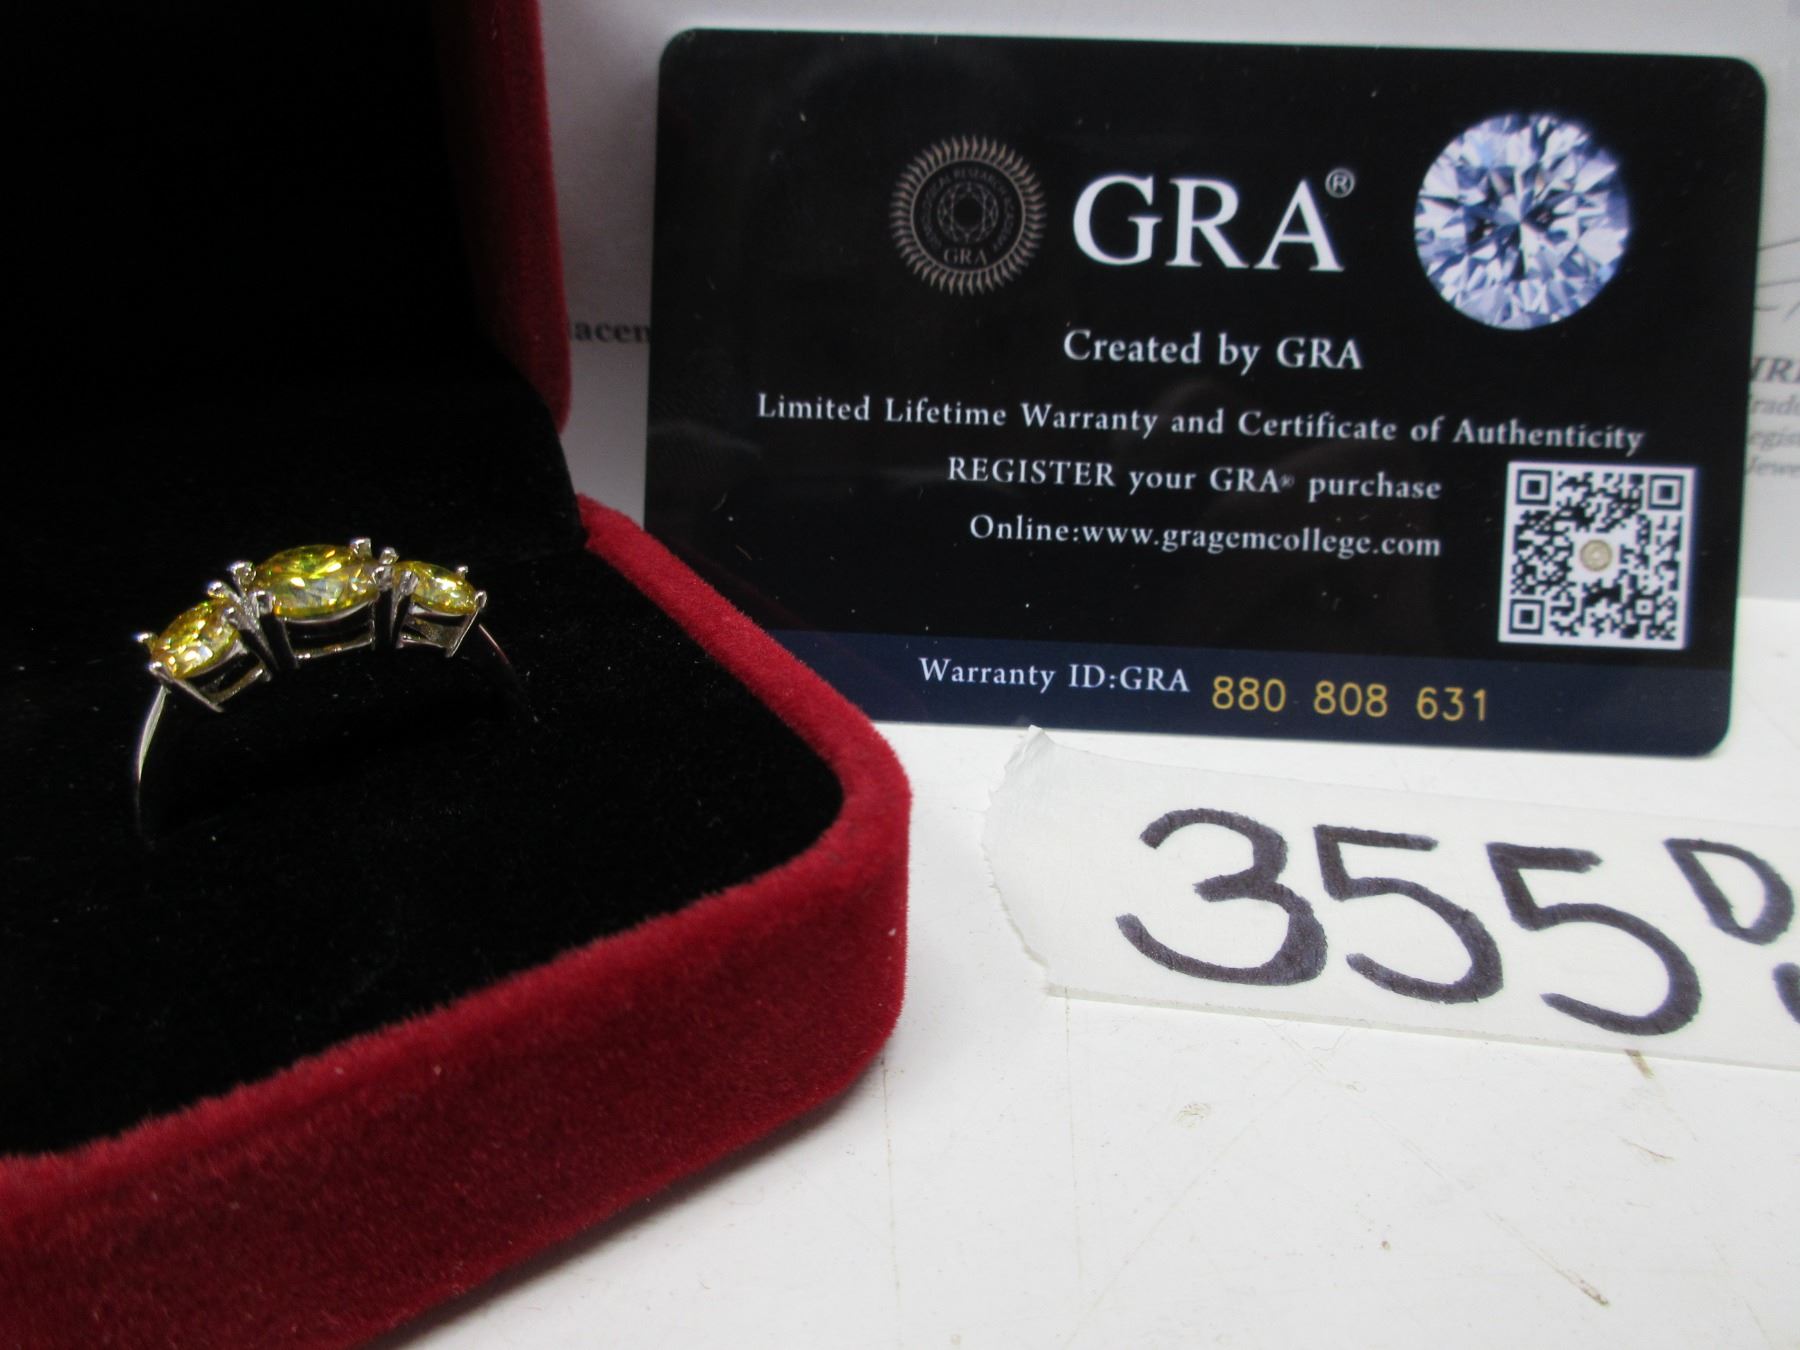 GRA
GRA®
Created by GRA
Limited Lifetime Warranty and Certificate of Authenticity
REGISTER your GRA® purchase
Online:www.gragemcollege.com
Warranty ID:GRA 880 808 631
355 D